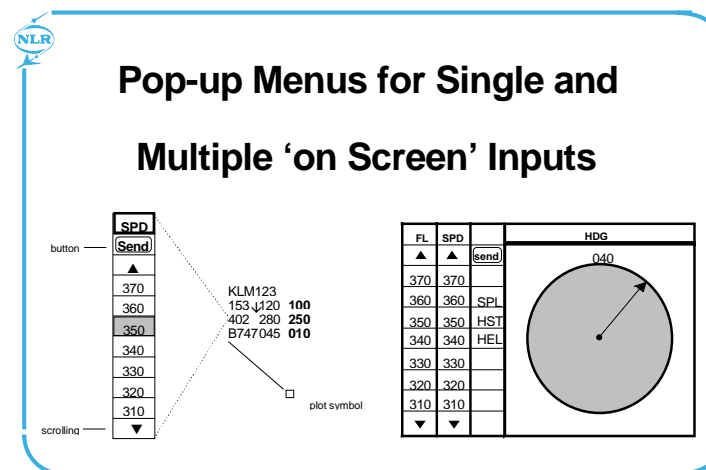 NLR
Pop-up Menus for Single and
Multiple ‘on Screen’ Inputs
SPD
button
Send
▲
370
360
350
340
330
320
310
scrolling
▼
KLM123
153 ↓120 100
402 280 250
B747 045 010
plot symbol
FL SPD HDG
▲ ▲ send 040
370 370
360 360 SPL
350 350 HST
340 340 HEL
330 330
320 320
310 310
▼ ▼